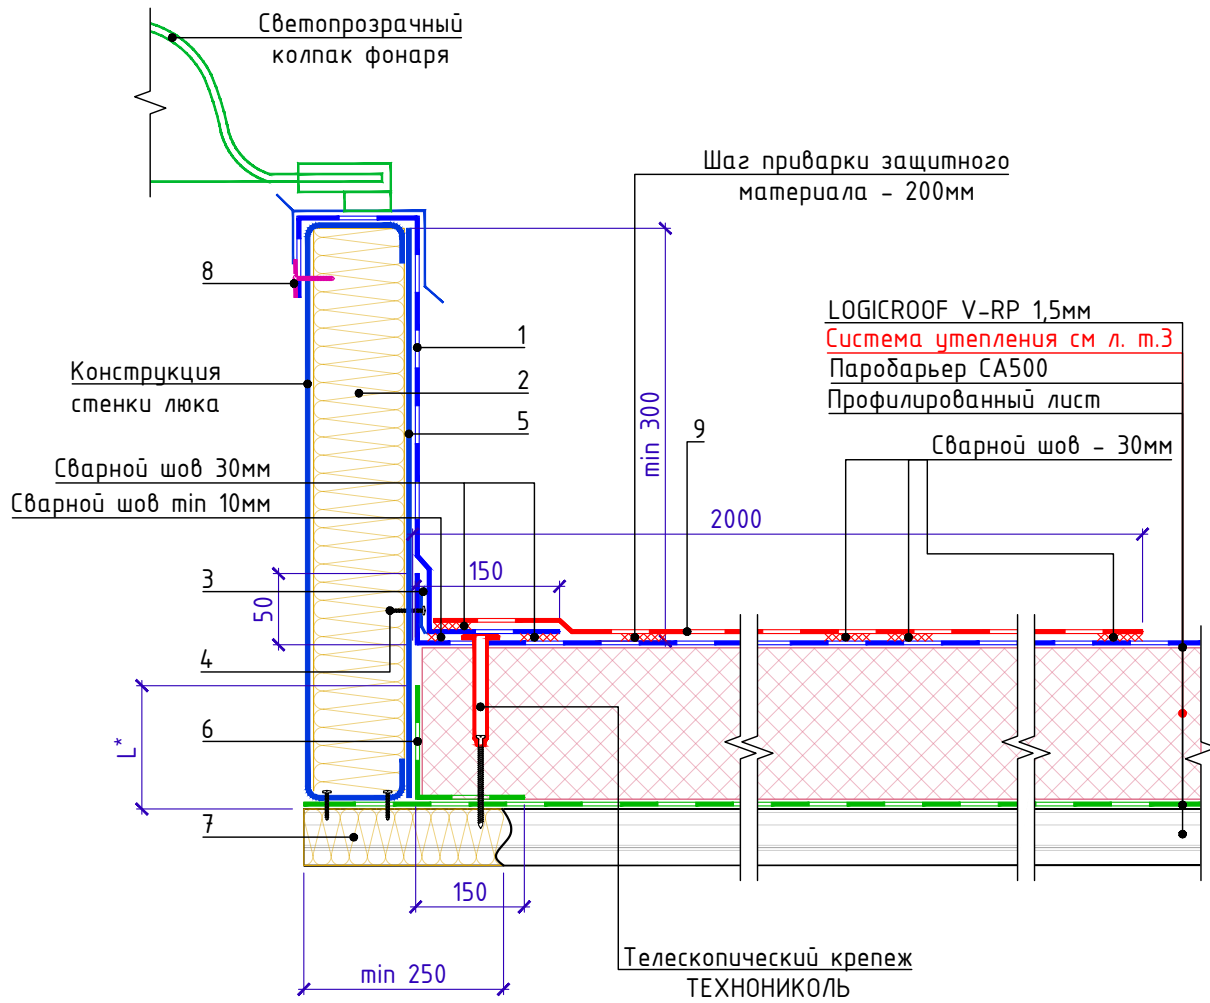 Светопрозрачный
колпак фонаря
Шаг приварки защитного
материала - 200мм
8
1
2
5
Конструкция
стенки люка
min 300
9
LOGICROOF V-RP 1,5мм
Система утепления см л. т.3
Паробарьер СА500
Профилированный лист
Сварной шов - 30мм
Сварной шов 30мм
Сварной шов min 10мм
2000
150
3
50
4
L*
6
7
150
min 250
Телескопический крепеж
ТЕХНОНИКОЛЬ